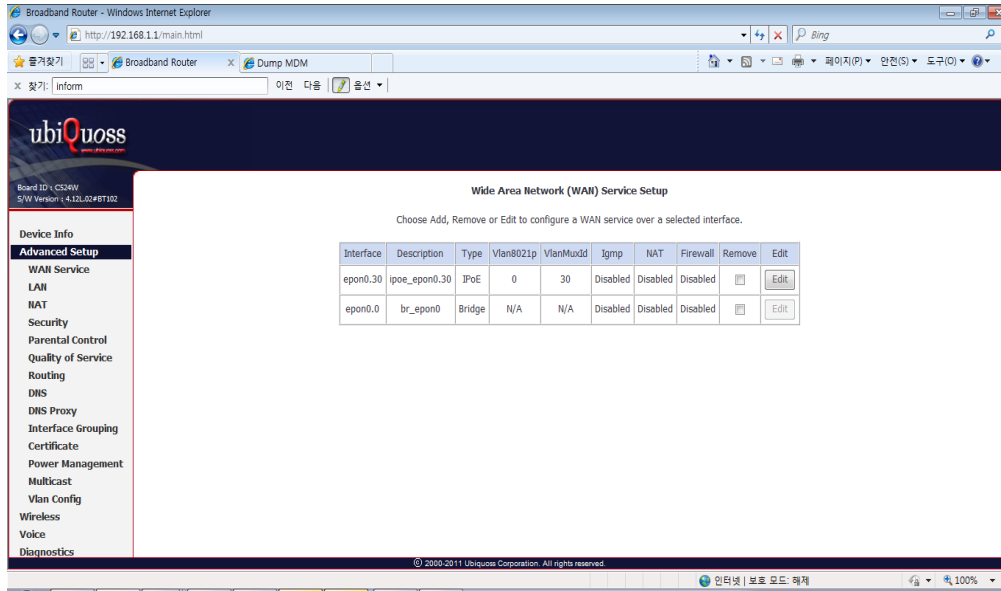 Broadband Router - Windows Internet Explorer
http://192.168.1.1/main.html
Bing
즐겨찾기
Broadband Router
x
Dump MDM
페이지(P)
안전(S)
도구(O)
x 찾기: inform
이전 다음
옵션
ubiQuoss
Board ID : C524W
S/W Version : 4.12L.02#BT102
Device Info
Advanced Setup
WAN Service
LAN
NAT
Security
Parental Control
Quality of Service
Routing
DNS
DNS Proxy
Interface Grouping
Certificate
Power Management
Multicast
Vlan Config
Wireless
Voice
Diagnostics
Wide Area Network (WAN) Service Setup
Choose Add, Remove or Edit to configure a WAN service over a selected interface.
Interface Description Type Vlan8021p VlanMuxId Igmp NAT Firewall Remove Edit
epon0.30 ipoe_epon0.30 IPoE 0 30 Disabled Disabled Disabled Edit
epon0.0 br_epon0 Bridge N/A N/A Disabled Disabled Disabled Edit
© 2000-2011 Ubiquoss Corporation. All rights reserved.
인터넷 | 보호 모드: 해제
100%